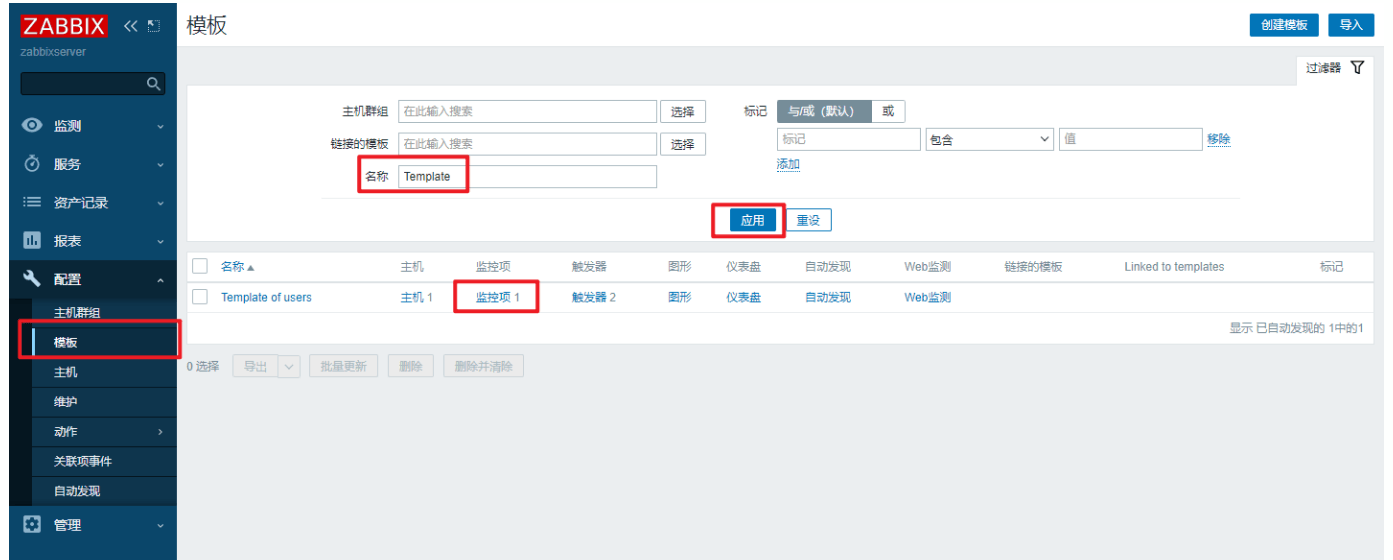 ZABBIX
zabbixserver
监测
服务
资产记录
报表
配置
主机群组
模板
主机
维护
动作
关联项事件
自动发现
管理
模板
创建模板 导入
过滤器
主机群组 在此输入搜索 选择 标记 与/或 (默认) 或
标记 包含 值 移除
链接的模板 在此输入搜索 选择
添加
名称 Template
应用 重设
名称 主机 监控项 触发器 图形 仪表盘 自动发现 Web监测 链接的模板 Linked to templates 标记
Template of users 主机 1 监控项 1 触发器 2 图形 仪表盘 自动发现 Web监测
显示 已自动发现的 1中的1
0 选择 导出 批量更新 删除 删除并清除